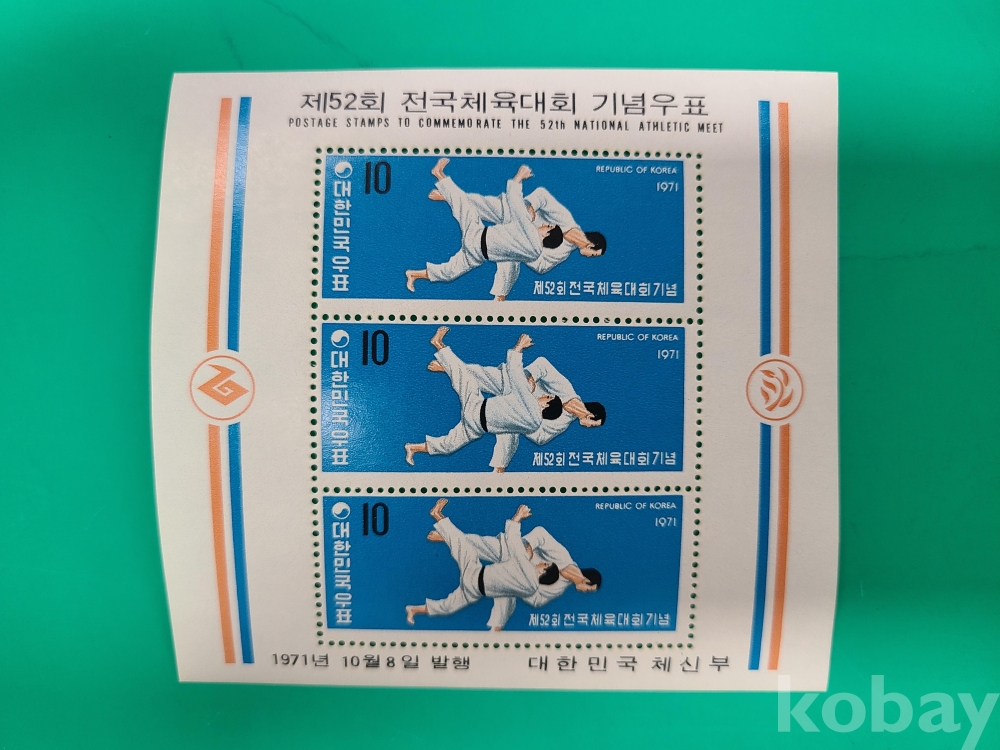 제52회 전국체육대회 기념우표
POSTAGE STAMPS TO COMMEMORATE THE 52th NATIONAL ATHLETIC MEET
대한민국우표
10
REPUBLIC OF KOREA
1971
제52회전국체육대회기념
대한민국우표
10
REPUBLIC OF KOREA
1971
제52회전국체육대회기념
대한민국우표
10
REPUBLIC OF KOREA
1971
제52회전국체육대회기념
1971년 10월 8일 발행 대한민국 체신부
kobay